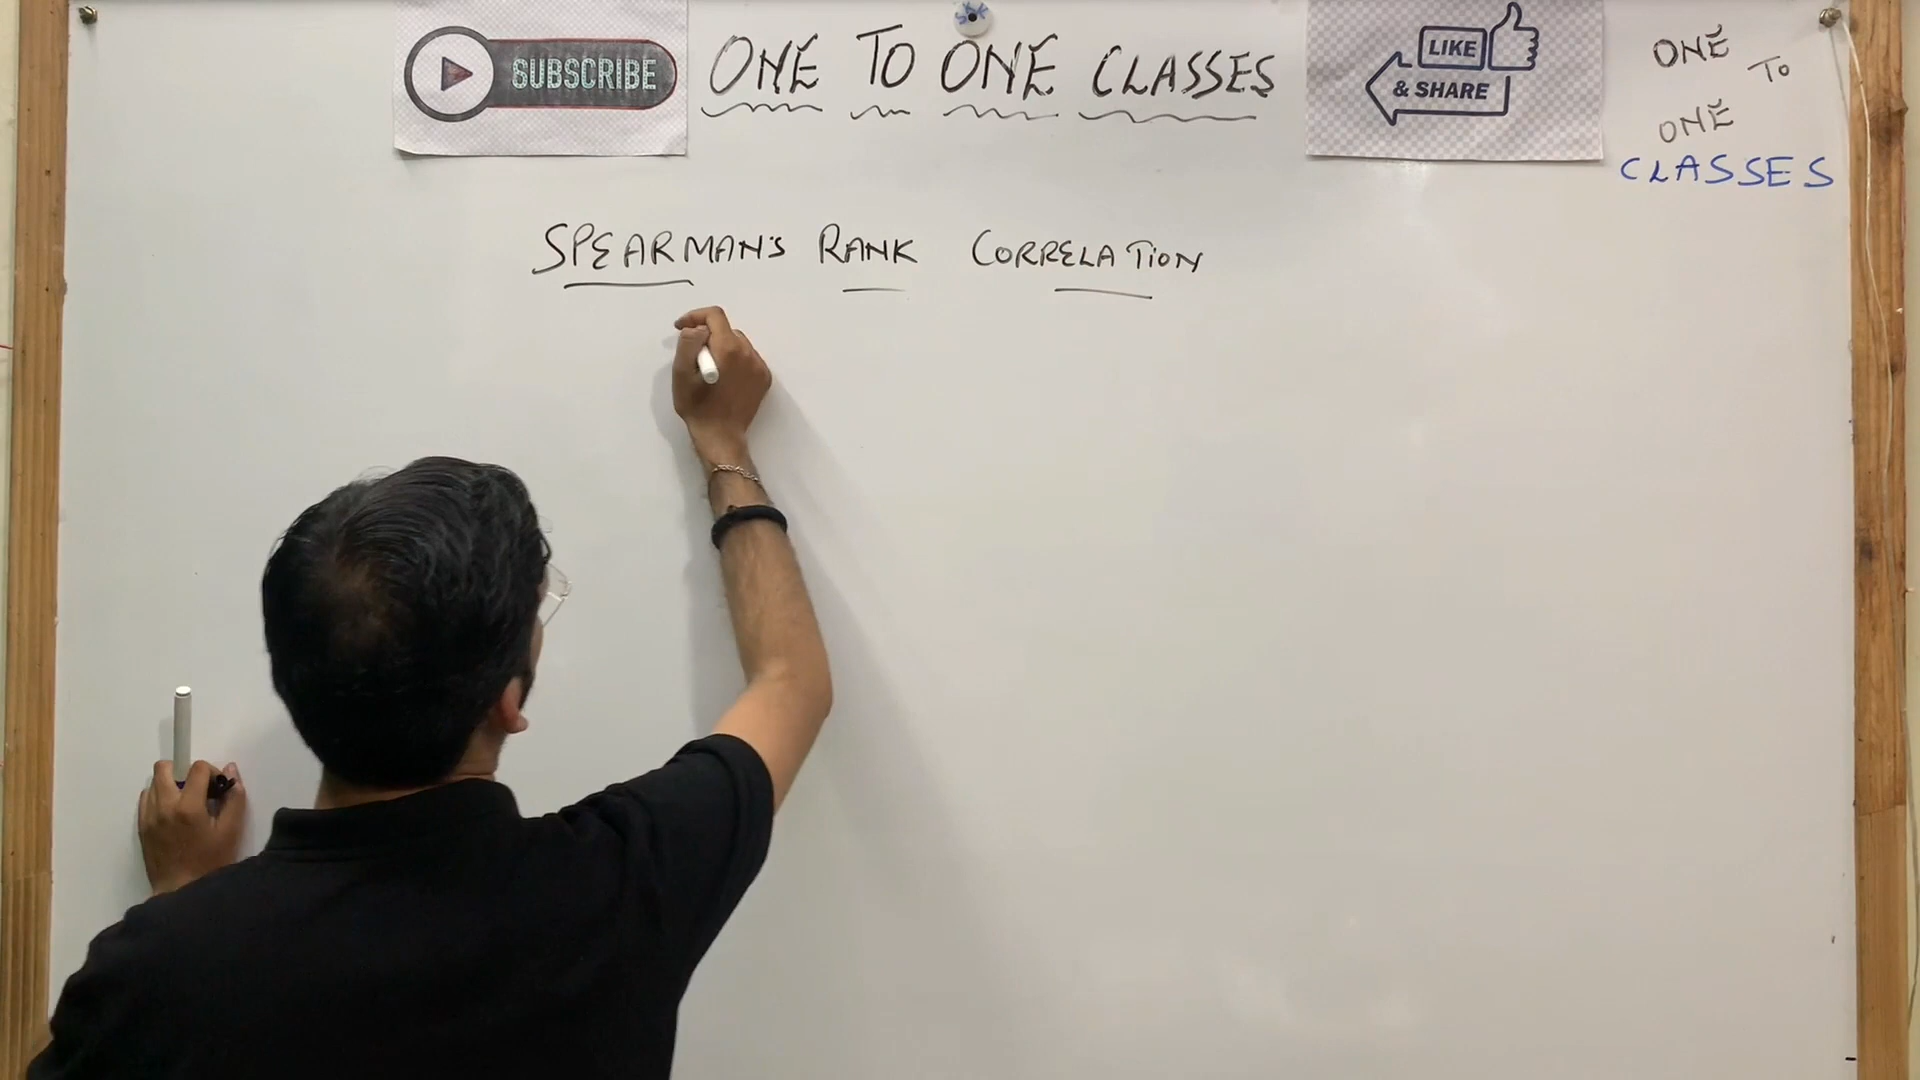 SUBSCRIBE
ONE TO ONE CLASSES
LIKE
& SHARE
ONE
TO
ONE
CLASSES
SPEARMAN'S RANK CORRELATION